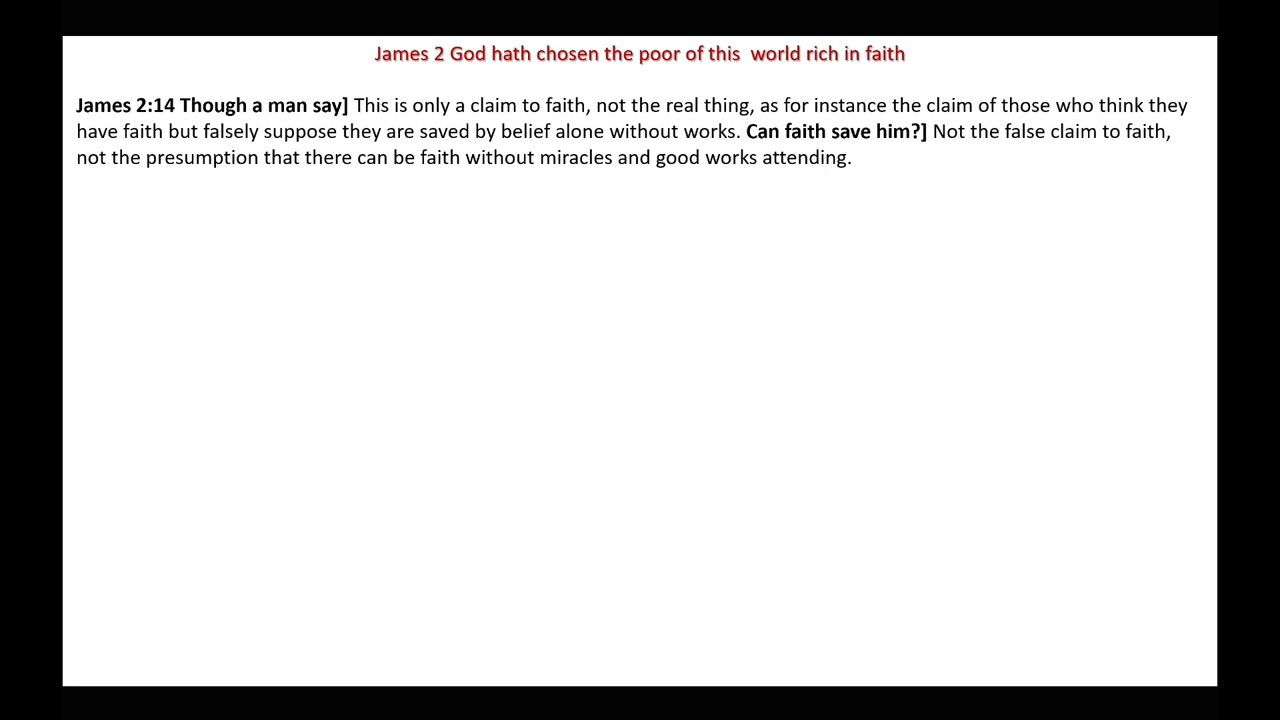 James 2 God hath chosen the poor of this  world rich in faith
James 2:14 Though a man say] This is only a claim to faith, not the real thing, as for instance the claim of those who think they
have faith but falsely suppose they are saved by belief alone without works. Can faith save him?] Not the false claim to faith,
not the presumption that there can be faith without miracles and good works attending.